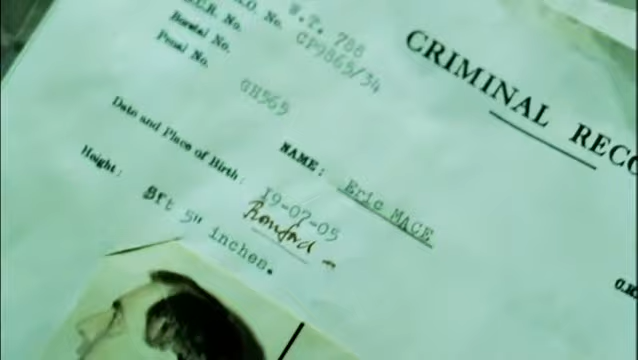 CRIMINAL RECO
W.T. 788
C.R. No. CP9865/34
Borstal No.
Penal No. GH569
NAME: Eric MACE
Date and Place of Birth: 19-07-05
Romford -
Height: 5ft 5" inches.